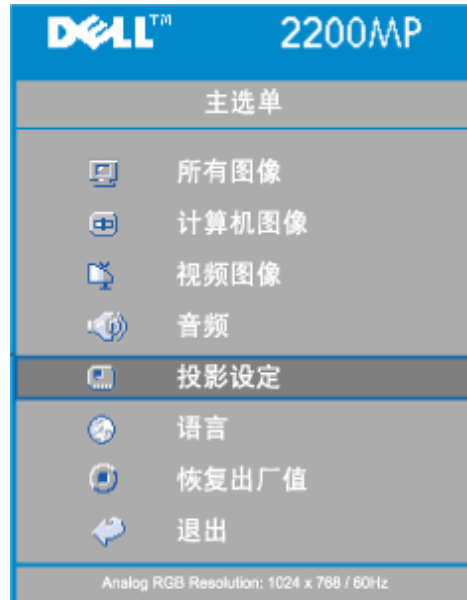 DELL™ 2200MP
主选单
所有图像
计算机图像
视频图像
音频
投影设定
语言
恢复出厂值
退出
Analog RGB Resolution: 1024 x 768 / 60Hz